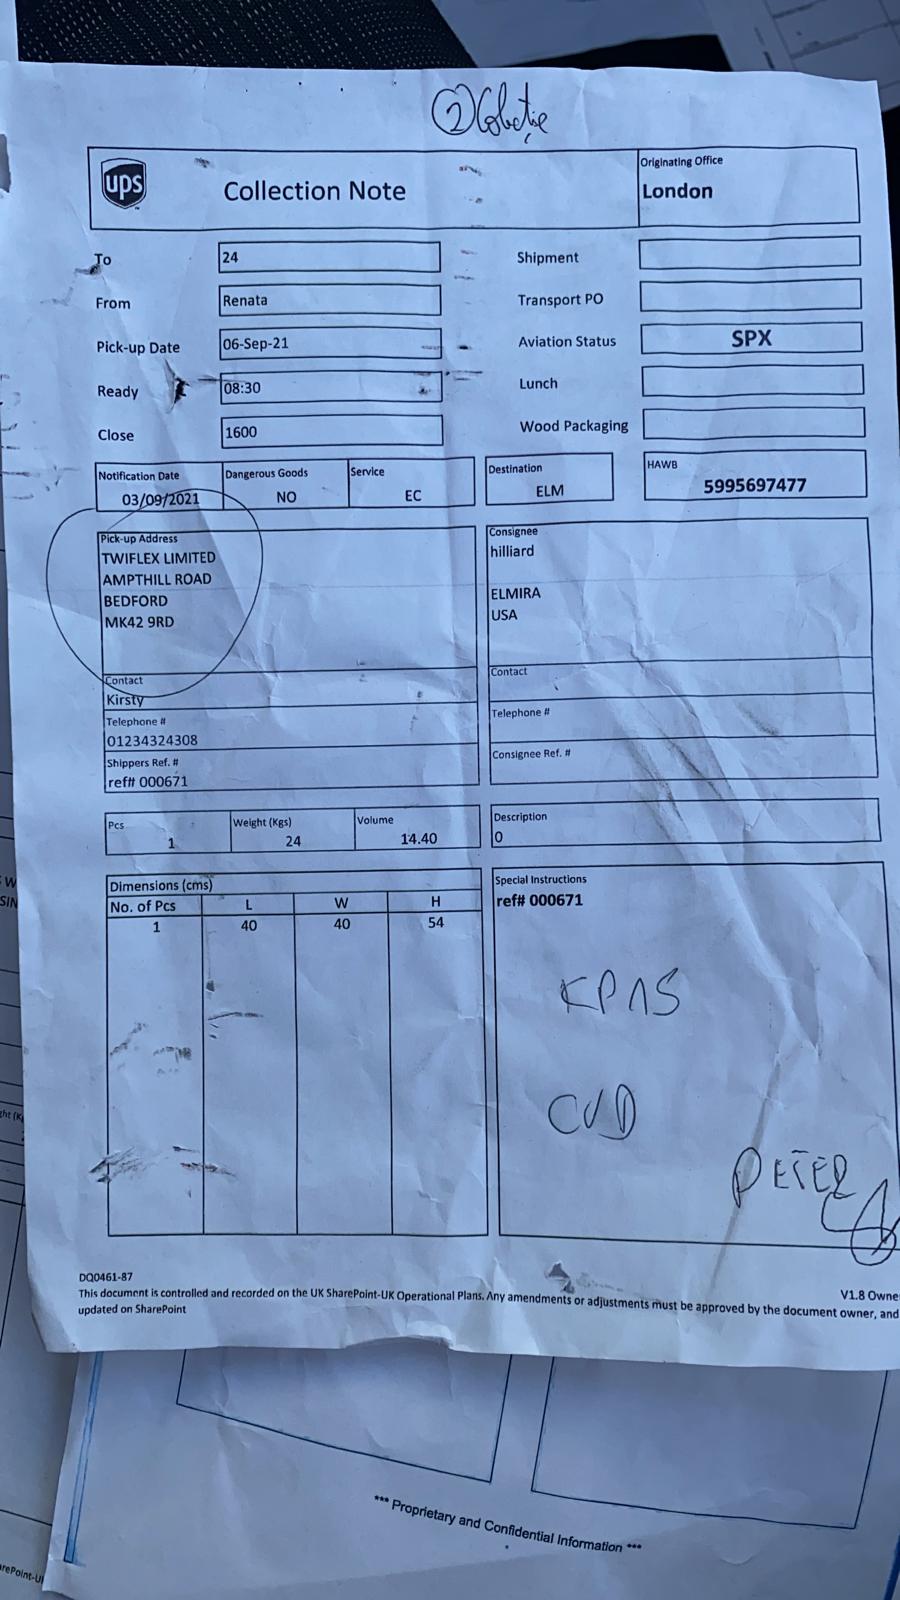 2 Colecție
ups
Collection Note
Originating Office
London
To 24
Shipment
From Renata
Transport PO
Pick-up Date 06-Sep-21
Aviation Status SPX
Ready 08:30
Lunch
Close 1600
Wood Packaging
Notification Date 03/09/2021
Dangerous Goods NO
Service EC
Destination ELM
HAWB 5995697477
Pick-up Address
TWIFLEX LIMITED
AMPTHILL ROAD
BEDFORD
MK42 9RD
Contact
Kirsty
Telephone #
01234324308
Shippers Ref. #
ref# 000671
Consignee
hilliard
ELMIRA
USA
Contact
Telephone #
Consignee Ref. #
Pcs 1
Weight (Kgs) 24
Volume 14.40
Description
0
Dimensions (cms)
No. of Pcs L W H
1 40 40 54
Special Instructions
ref# 000671
CVD
PETER
DQ0461-87
V1.8 Owne
This document is controlled and recorded on the UK SharePoint-UK Operational Plans. Any amendments or adjustments must be approved by the document owner, and
updated on SharePoint
*** Proprietary and Confidential Information ***